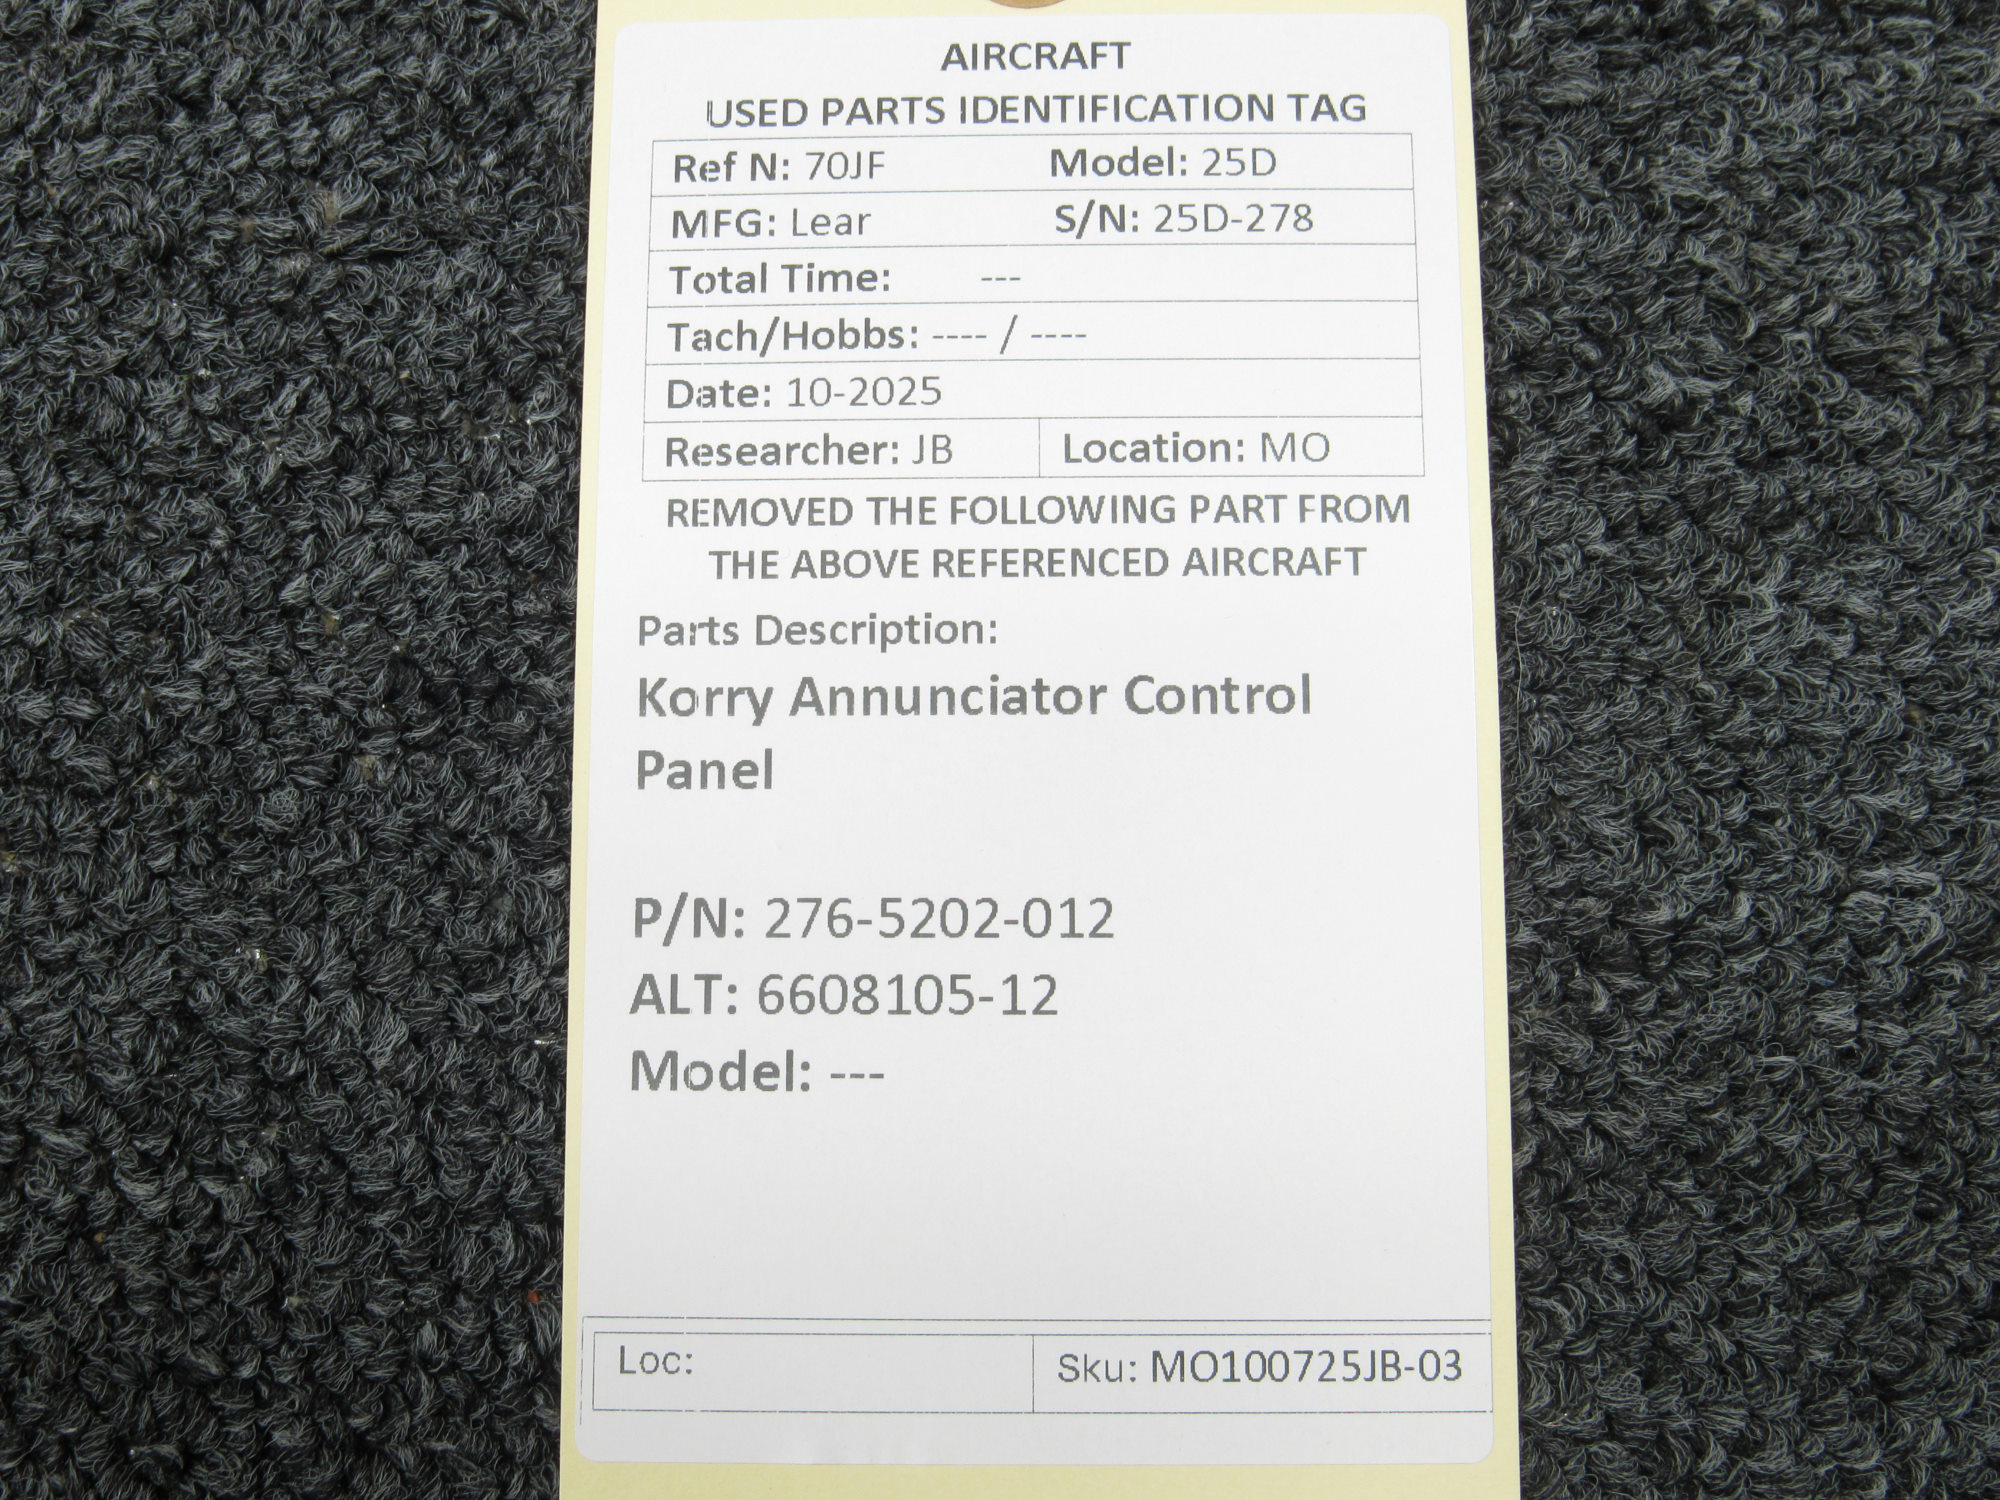 AIRCRAFT
USED PARTS IDENTIFICATION TAG
Ref N: 70JF Model: 25D
MFG: Lear S/N: 25D-278
Total Time: ---
Tach/Hobbs: ---- / ----
Date: 10-2025
Researcher: JB Location: MO
REMOVED THE FOLLOWING PART FROM
THE ABOVE REFERENCED AIRCRAFT
Parts Description:
Korry Annunciator Control
Panel
P/N: 276-5202-012
ALT: 6608105-12
Model: ---
Loc: Sku: MO100725JB-03